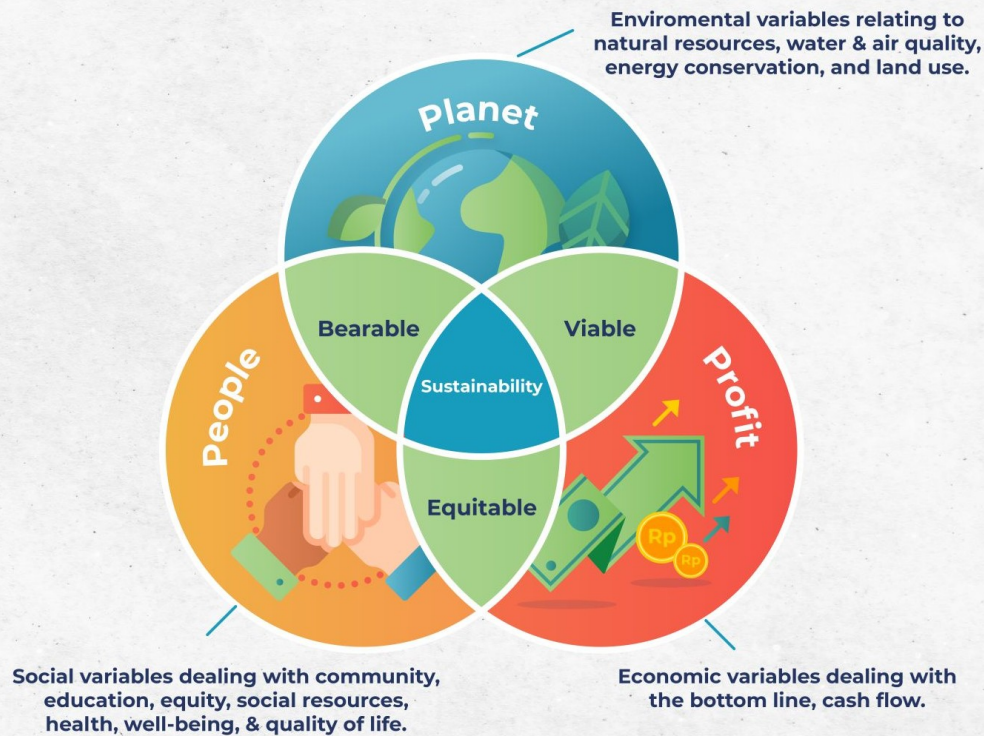 Enviromental variables relating to
natural resources, water & air quality,
energy conservation, and land use.
Planet
Bearable
Viable
Sustainability
People
Profit
Equitable
Rp
Rp
Social variables dealing with community,
education, equity, social resources,
health, well-being, & quality of life.
Economic variables dealing with
the bottom line, cash flow.